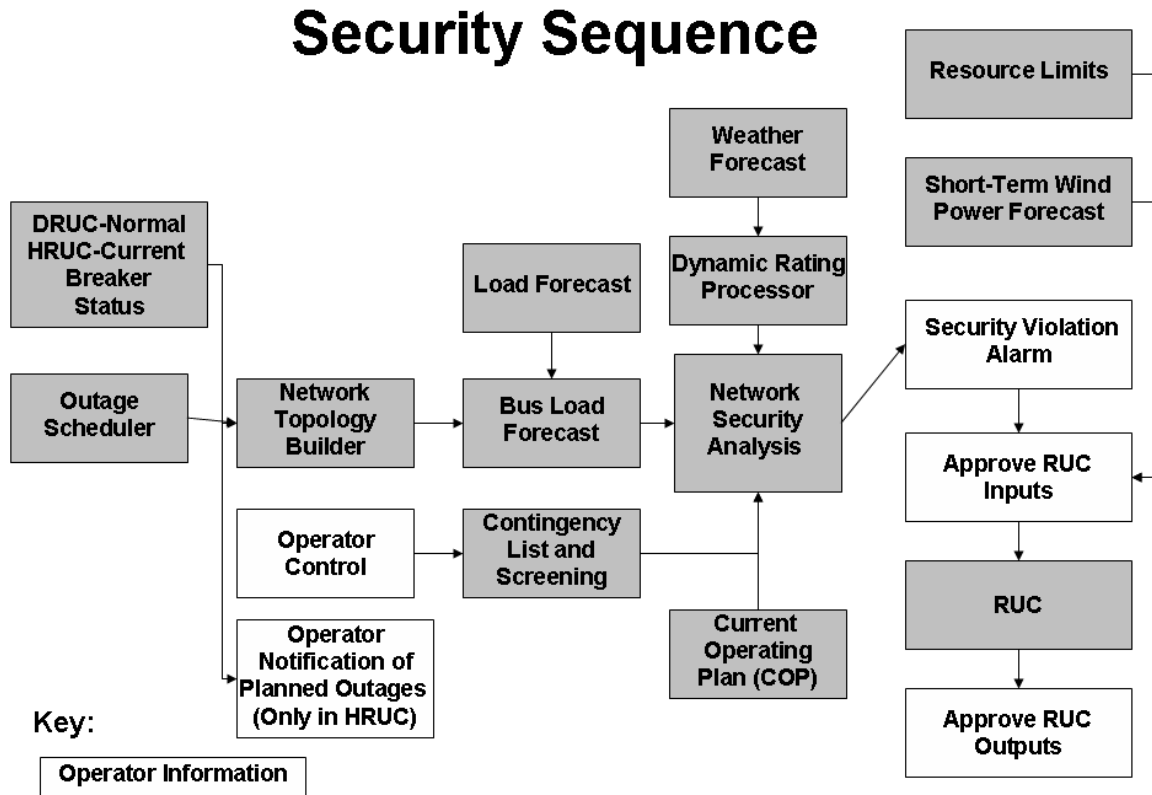 Security Sequence
Resource Limits
Weather
Forecast
Short-Term Wind
Power Forecast
DRUC-Normal
HRUC-Current
Breaker
Status
Load Forecast
Dynamic Rating
Processor
Security Violation
Alarm
Outage
Scheduler
Network
Topology
Builder
Bus Load
Forecast
Network
Security
Analysis
Approve RUC
Inputs
Operator
Control
Contingency
List and
Screening
RUC
Operator
Notification of
Planned Outages
(Only in HRUC)
Current
Operating
Plan (COP)
Approve RUC
Outputs
Key:
Operator Information